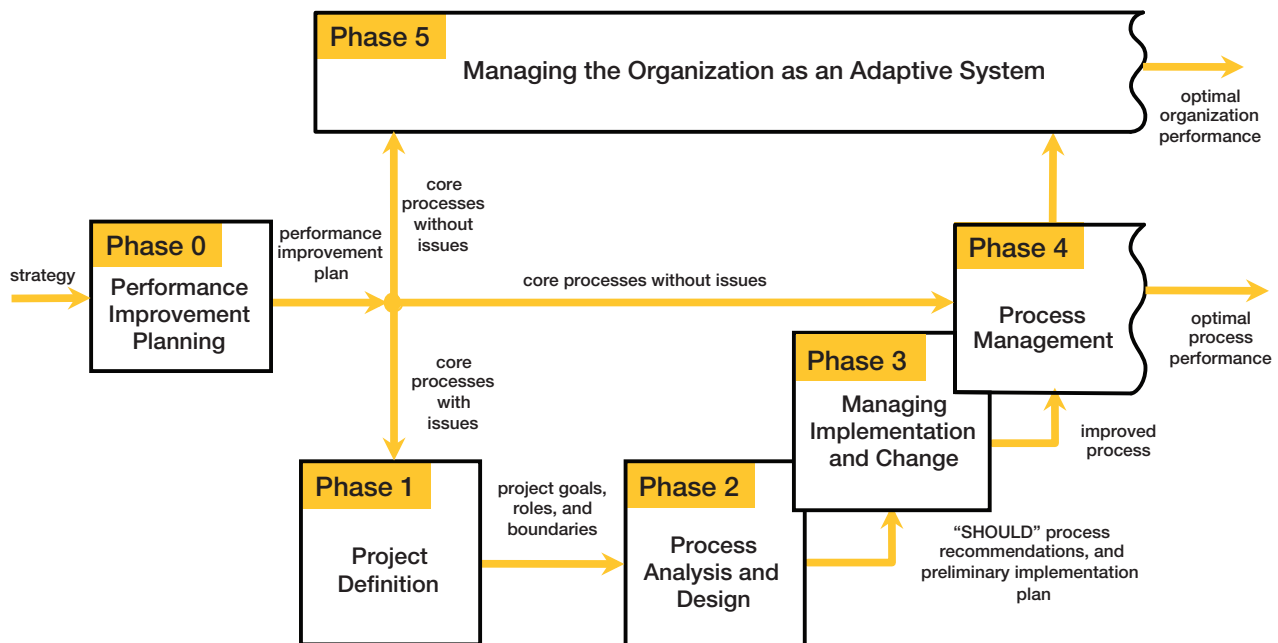 Phase 5
Managing the Organization as an Adaptive System
optimal
organization
performance
core
processes
without
issues
Phase 0
Performance
Improvement
Planning
strategy
performance
improvement
plan
core processes without issues
Phase 4
Process
Management
optimal
process
performance
core
processes
with
issues
Phase 3
Managing
Implementation
and Change
improved
process
Phase 1
Project
Definition
project goals,
roles, and
boundaries
Phase 2
Process
Analysis and
Design
“SHOULD” process
recommendations, and
preliminary implementation
plan